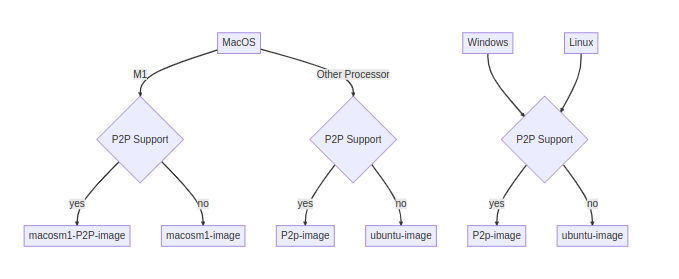 MacOS
Windows
Linux
M1
Other Processor
P2P Support
P2P Support
P2P Support
yes
no
yes
no
yes
no
macosm1-P2P-image
macosm1-image
P2p-image
ubuntu-image
P2p-image
ubuntu-image